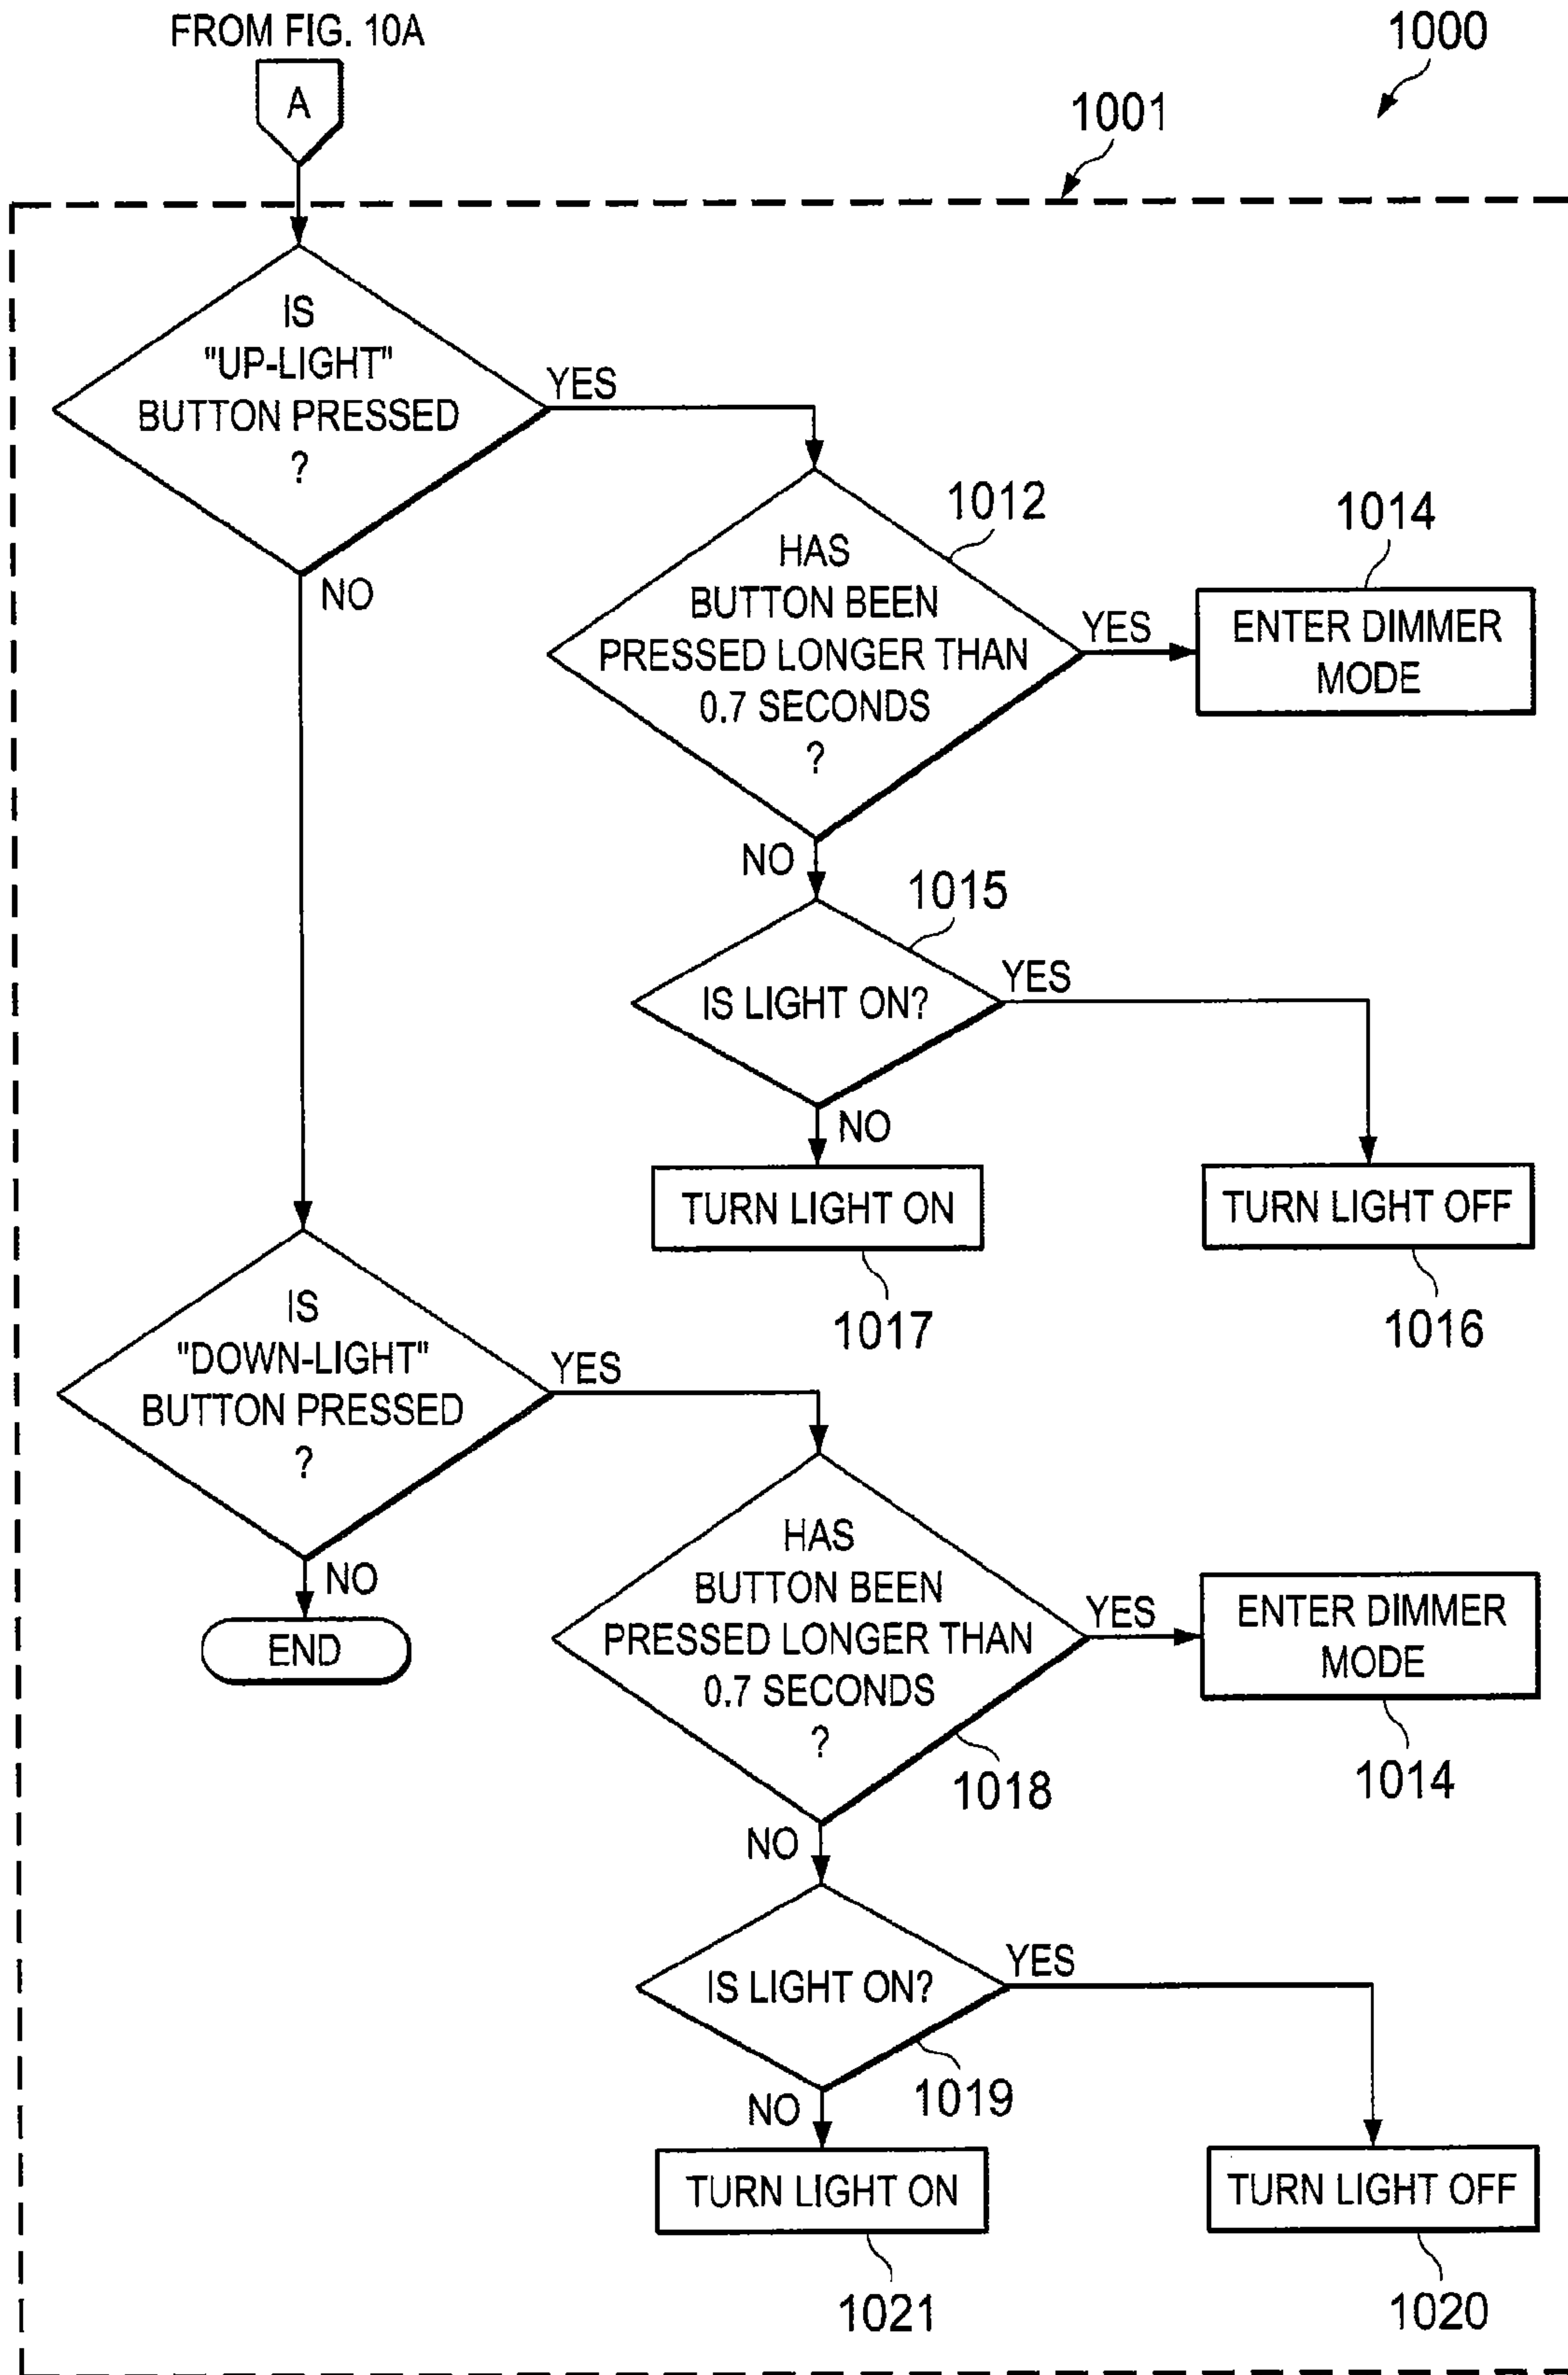 FROM FIG. 10A
A
1000
1001
IS
"UP-LIGHT"
BUTTON PRESSED
?
YES
NO
HAS
BUTTON BEEN
PRESSED LONGER THAN
0.7 SECONDS
?
1012
YES
ENTER DIMMER
MODE
1014
NO
IS LIGHT ON?
1015
YES
NO
TURN LIGHT ON
1017
TURN LIGHT OFF
1016
IS
"DOWN-LIGHT"
BUTTON PRESSED
?
YES
NO
END
HAS
BUTTON BEEN
PRESSED LONGER THAN
0.7 SECONDS
?
1018
YES
ENTER DIMMER
MODE
1014
NO
IS LIGHT ON?
1019
YES
NO
TURN LIGHT ON
1021
TURN LIGHT OFF
1020